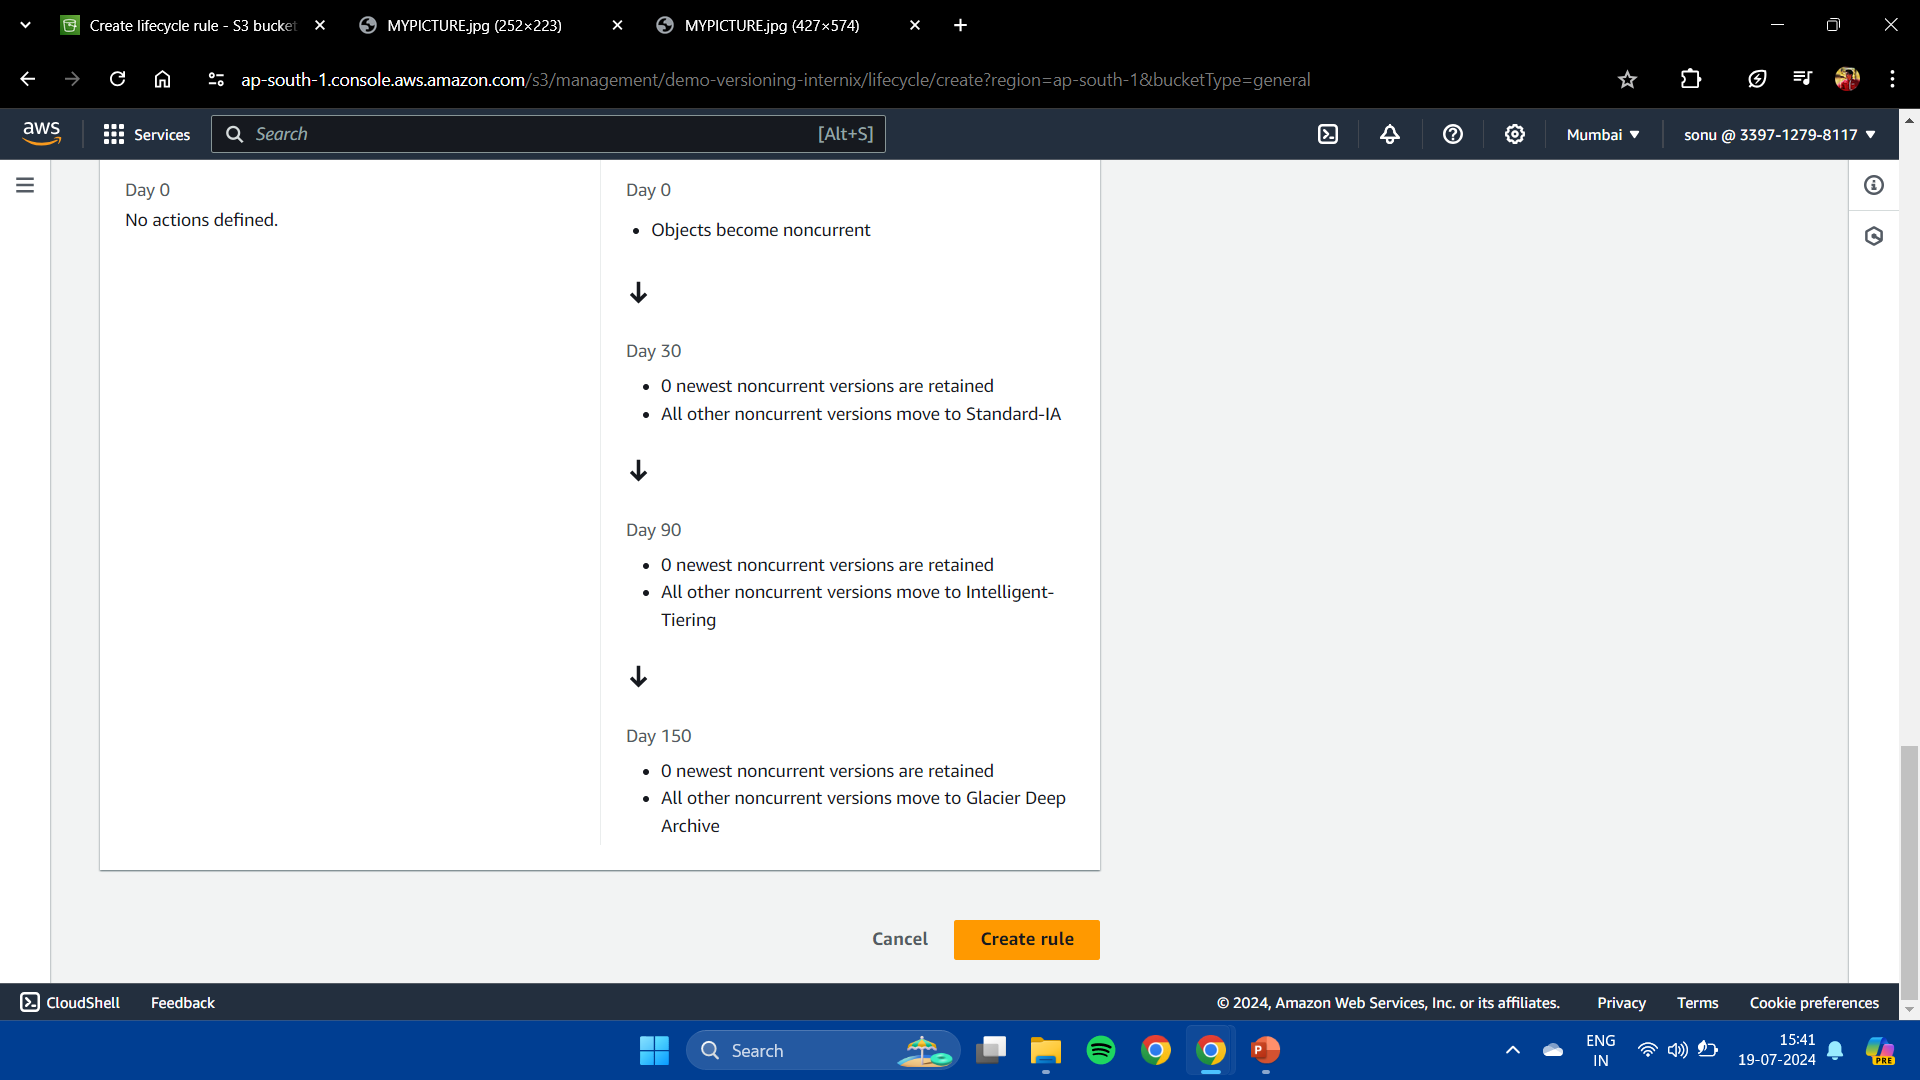 Create lifecycle rule - S3 bucket
MYPICTURE.jpg (252×223)
MYPICTURE.jpg (427×574)
ap-south-1.console.aws.amazon.com/s3/management/demo-versioning-internix/lifecycle/create?region=ap-south-1&bucketType=general
aws
Services
Search
[Alt+S]
Mumbai
sonu @ 3397-1279-8117
Day 0
No actions defined.
Day 0
• Objects become noncurrent
Day 30
• 0 newest noncurrent versions are retained
• All other noncurrent versions move to Standard-IA
Day 90
• 0 newest noncurrent versions are retained
• All other noncurrent versions move to Intelligent-
Tiering
Day 150
• 0 newest noncurrent versions are retained
• All other noncurrent versions move to Glacier Deep
Archive
Cancel
Create rule
CloudShell
Feedback
© 2024, Amazon Web Services, Inc. or its affiliates.
Privacy
Terms
Cookie preferences
Search
P
ENG
IN
15:41
19-07-2024
PRE